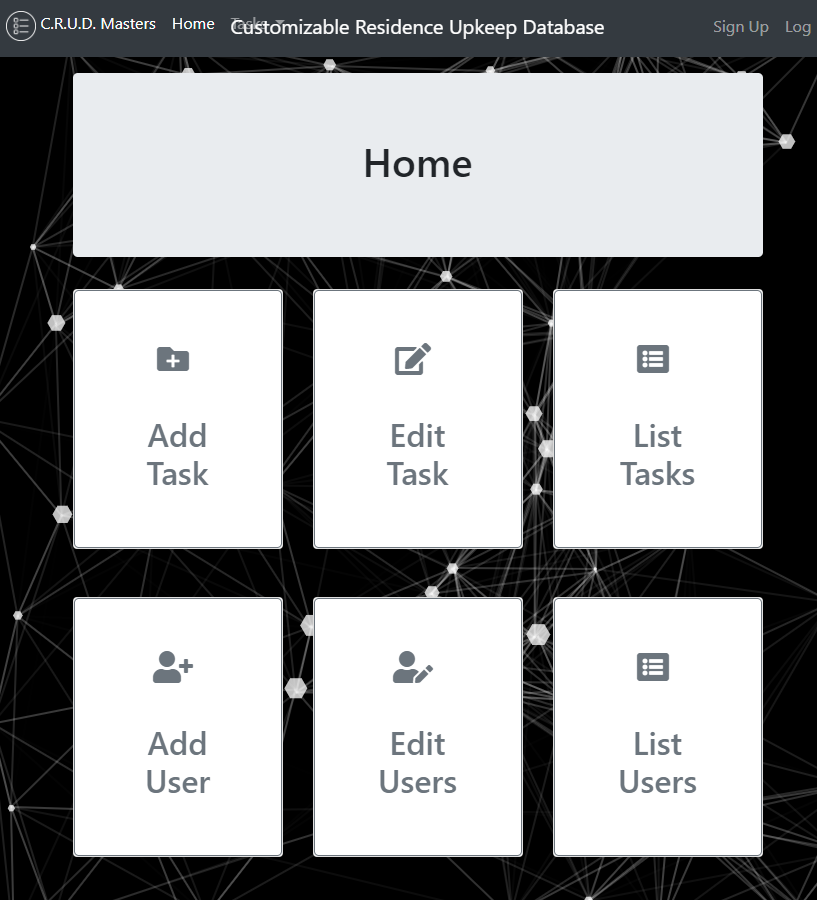 C.R.U.D. Masters Home Tasks Customizable Residence Upkeep Database Sign Up Log
Home
Add
Task
Edit
Task
List
Tasks
Add
User
Edit
Users
List
Users